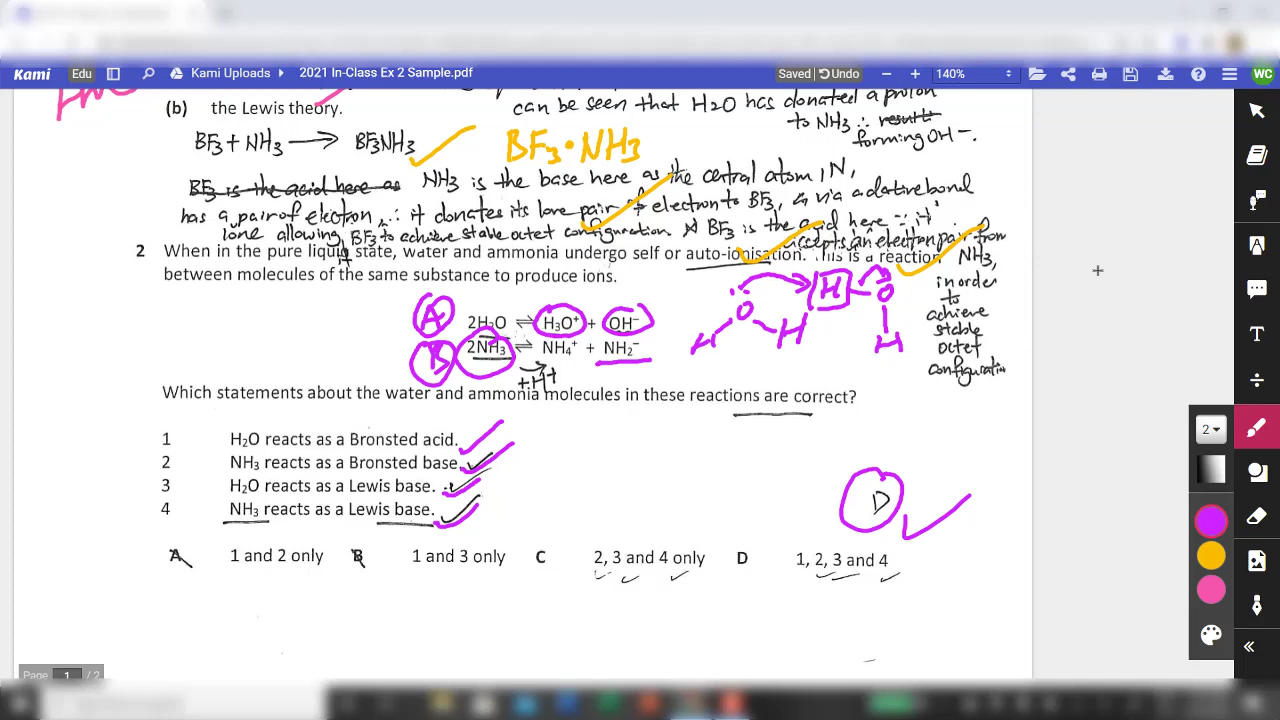 Kami Edu Kami Uploads 2021 In-Class Ex 2 Sample.pdf Saved Undo 140% WC
can be seen that H2O has donated a proton
(b) the Lewis theory.
to NH3 ∴ results
forming OH-.
BF3 + NH3 → BF3NH3 BF3•NH3
BF3 is the acid here as NH3 is the base here as the central atom, N,
has a pair of electron, ∴ it donates its lone pair of electron to BF3, via a dative bond
lone allowing BF3 to achieve stable octet configuration. BF3 is the acid here ∵ it
accepts an electron pair from
2 When in the pure liquid state, water and ammonia undergo self or auto-ionisation. This is a reaction
it
NH3,
between molecules of the same substance to produce ions.
in order
to
achieve
stable
octet
configuration
O H H H O H
A 2H₂O ⇌ H₃O⁺ + OH⁻
B 2NH₃ ⇌ NH₄⁺ + NH₂⁻
+H+
Which statements about the water and ammonia molecules in these reactions are correct?
1 H₂O reacts as a Bronsted acid.
2 NH₃ reacts as a Bronsted base.
3 H₂O reacts as a Lewis base.
4 NH₃ reacts as a Lewis base.
D
A 1 and 2 only B 1 and 3 only C 2, 3 and 4 only D 1, 2, 3 and 4
2
Page 1 / 2